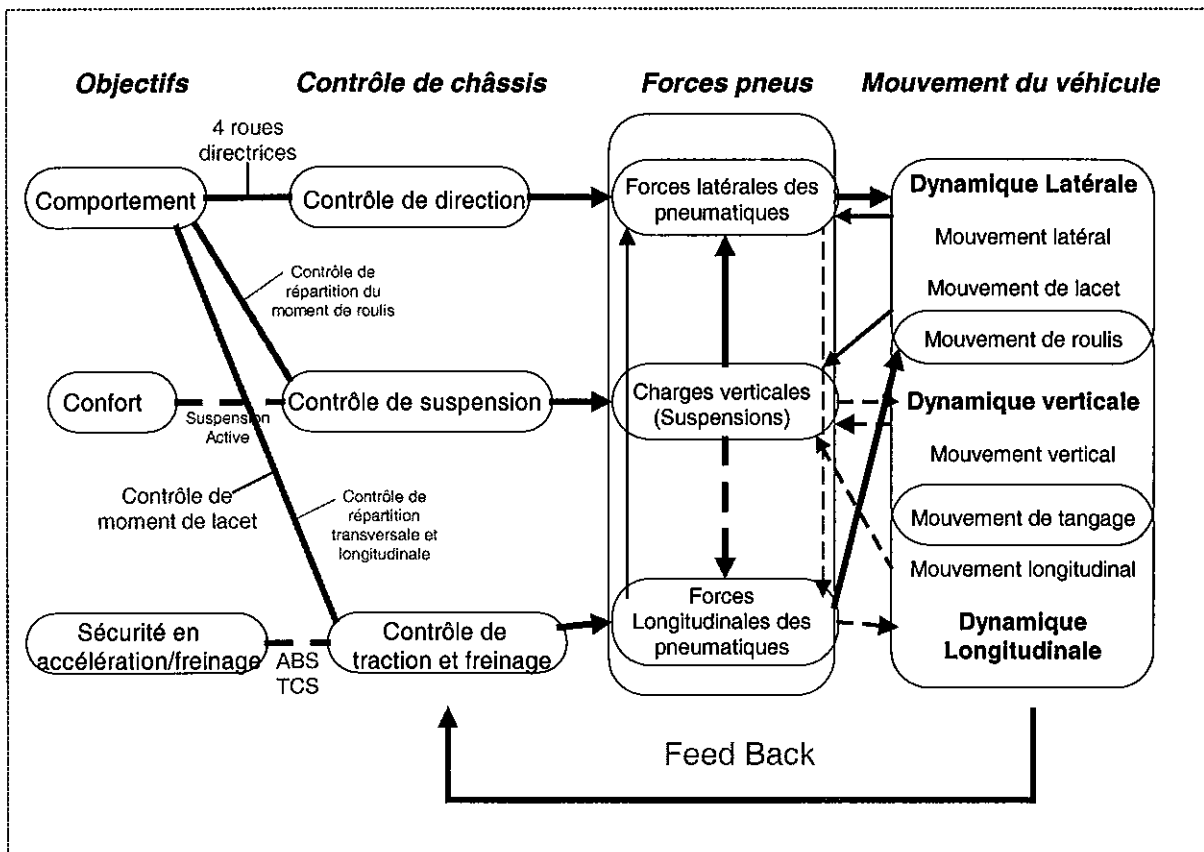 Objectifs
Contrôle de châssis
Forces pneus
Mouvement du véhicule
4 roues
directrices
Comportement
Contrôle de direction
Forces latérales des
pneumatiques
Dynamique Latérale
Mouvement latéral
Contrôle de
répartition du
moment de roulis
Mouvement de lacet
Mouvement de roulis
Confort
Suspension
Active
Contrôle de suspension
Charges verticales
(Suspensions)
Dynamique verticale
Mouvement vertical
Contrôle de
moment de lacet
Contrôle de
répartition
transversale et
longitudinale
Mouvement de tangage
Mouvement longitudinal
Sécurité en
accélération/freinage
ABS
TCS
Contrôle de
traction et freinage
Forces
Longitudinales des
pneumatiques
Dynamique
Longitudinale
Feed Back